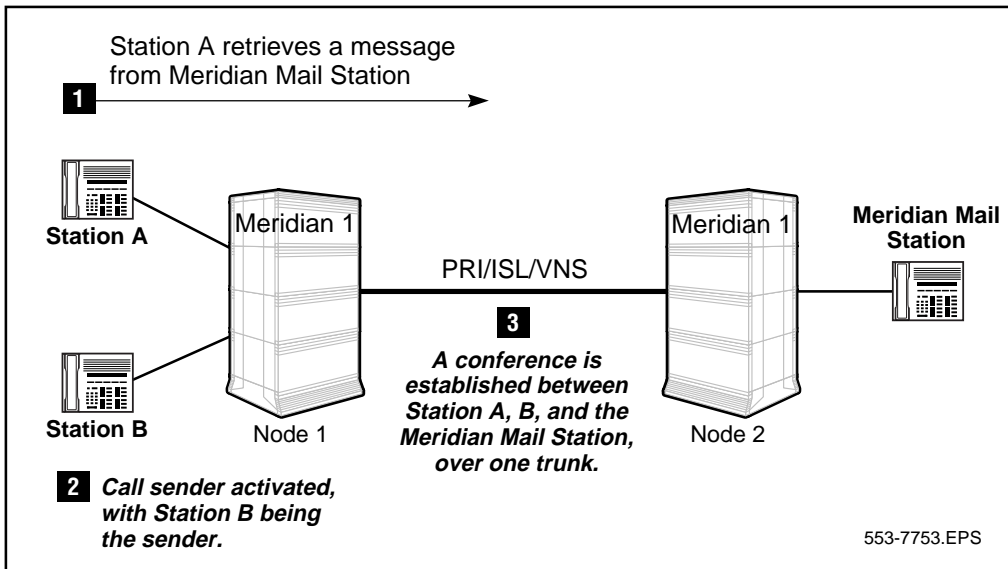 Station A retrieves a message
from Meridian Mail Station
1
Station A
Meridian 1
Meridian 1
Meridian Mail
Station
PRI/ISL/VNS
3
A conference is
established between
Station A, B, and the
Meridian Mail Station,
over one trunk.
Station B
Node 1
Node 2
2 Call sender activated,
with Station B being
the sender.
553-7753.EPS